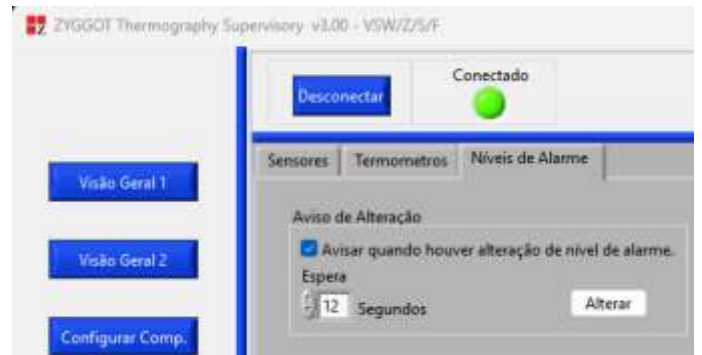 ZYGGOT Thermography Supervisory v3.00 - VSW/Z/S/F
Desconectar
Conectado
Sensores
Termometros
Níveis de Alarme
Visão Geral 1
Visão Geral 2
Configurar Comp.
Aviso de Alteração
Avisar quando houver alteração de nível de alarme.
Espera
12 Segundos
Alterar